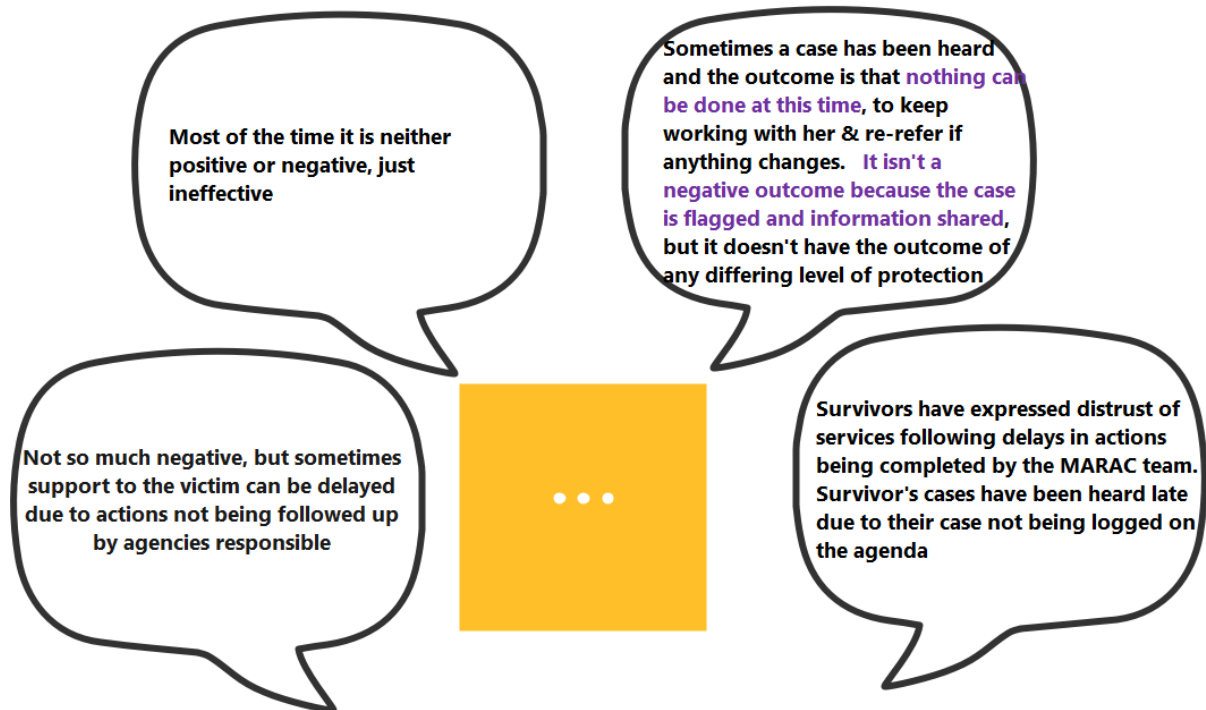 Most of the time it is neither
positive or negative, just
ineffective
Sometimes a case has been heard
and the outcome is that nothing can
be done at this time, to keep
working with her & re-refer if
anything changes.   It isn't a
negative outcome because the case
is flagged and information shared,
but it doesn't have the outcome of
any differing level of protection
Not so much negative, but sometimes
support to the victim can be delayed
due to actions not being followed up
by agencies responsible
Survivors have expressed distrust of
services following delays in actions
being completed by the MARAC team.
Survivor's cases have been heard late
due to their case not being logged on
the agenda